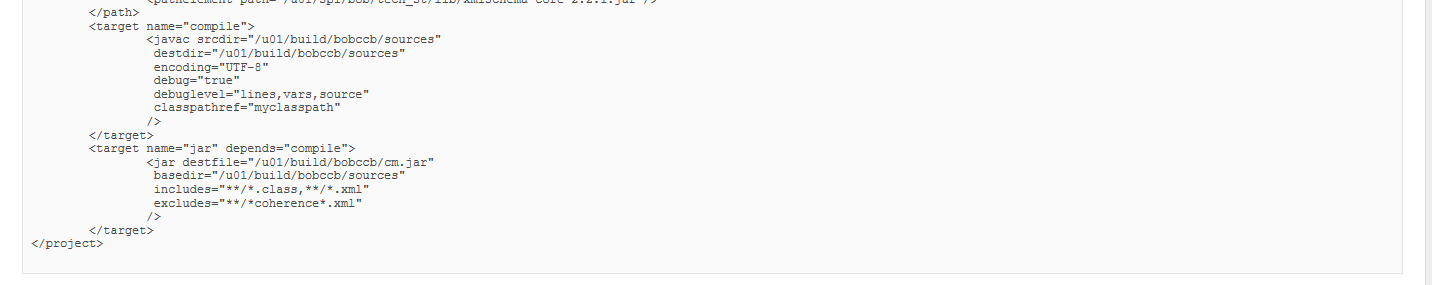 </path>
<target name="compile">
<javac srcdir="/u01/build/bobccb/sources"
destdir="/u01/build/bobccb/sources"
encoding="UTF-8"
debug="true"
debuglevel="lines,vars,source"
classpathref="myclasspath"
/>
</target>
<target name="jar" depends="compile">
<jar destfile="/u01/build/bobccb/cm.jar"
basedir="/u01/build/bobccb/sources"
includes="**/*.class,**/*.xml"
excludes="**/*coherence*.xml"
/>
</target>
</project>